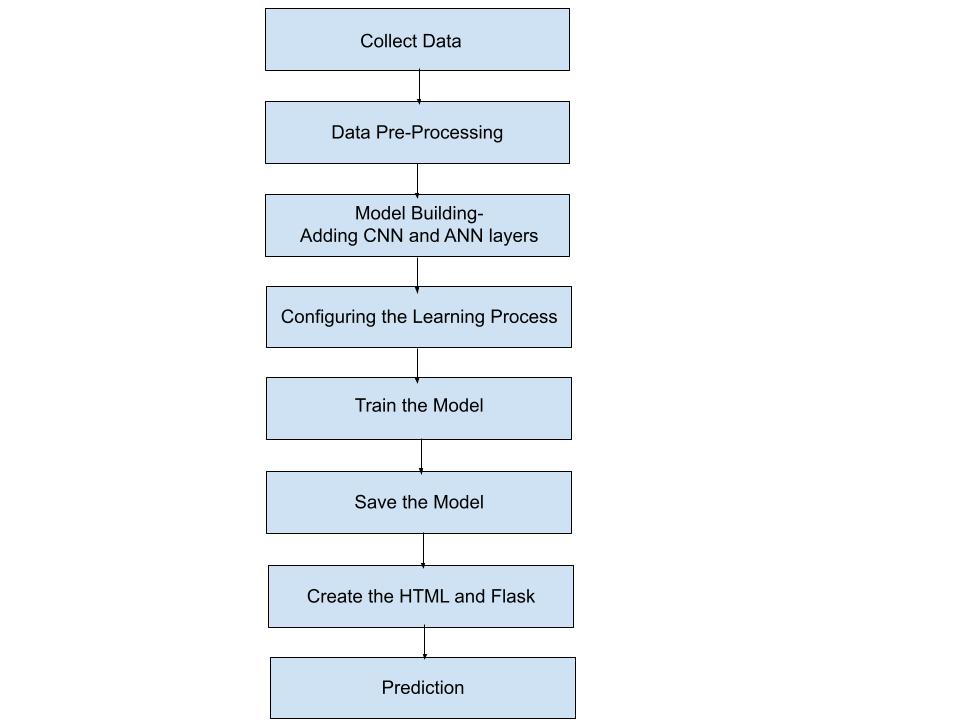 Collect Data
Data Pre-Processing
Model Building-
Adding CNN and ANN layers
Configuring the Learning Process
Train the Model
Save the Model
Create the HTML and Flask
Prediction